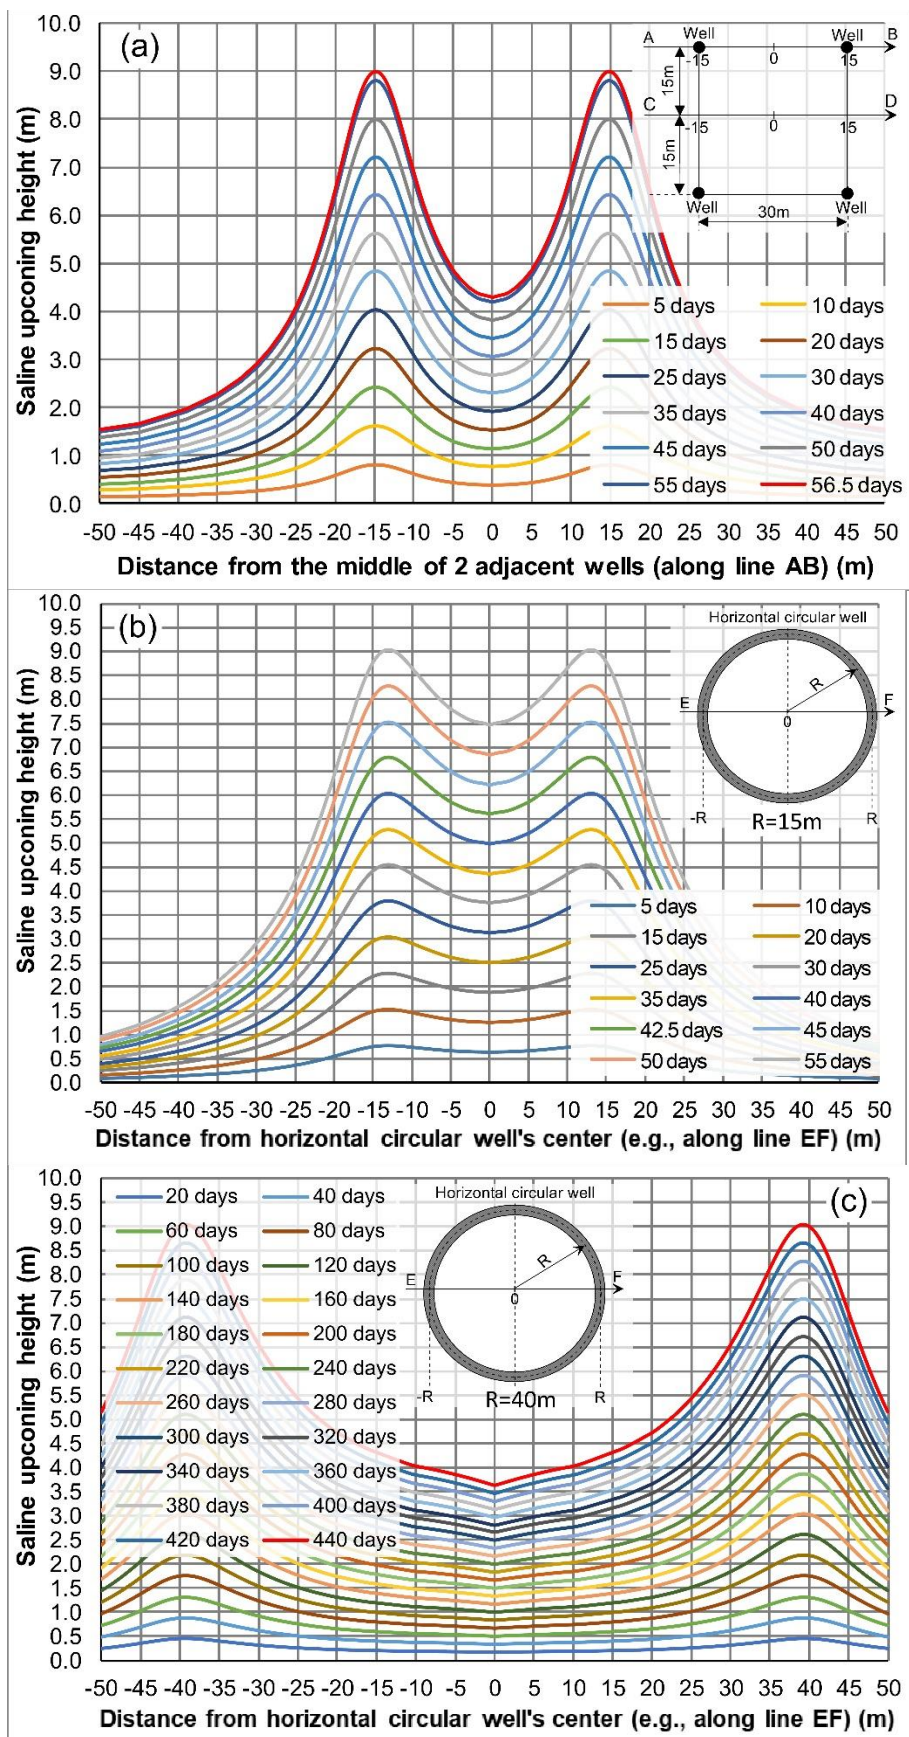 (a)
10.0
9.0
8.0
7.0
6.0
5.0
4.0
3.0
2.0
1.0
0.0
Saline upconing height (m)
A Well Well B
-15 0 15
15m
C D
-15 0 15
15m
Well Well
30m
5 days 10 days
15 days 20 days
25 days 30 days
35 days 40 days
45 days 50 days
55 days 56.5 days
-50 -45 -40 -35 -30 -25 -20 -15 -10 -5 0 5 10 15 20 25 30 35 40 45 50
Distance from the middle of 2 adjacent wells (along line AB) (m)
(b)
10.0
9.5
9.0
8.5
8.0
7.5
7.0
6.5
6.0
5.5
5.0
4.5
4.0
3.5
3.0
2.5
2.0
1.5
1.0
0.5
0.0
Saline upconing height (m)
Horizontal circular well
R
E F
0
-R R=15m R
5 days 10 days
15 days 20 days
25 days 30 days
35 days 40 days
42.5 days 45 days
50 days 55 days
-50 -45 -40 -35 -30 -25 -20 -15 -10 -5 0 5 10 15 20 25 30 35 40 45 50
Distance from horizontal circular well's center (e.g., along line EF) (m)
(c)
10.0
9.5
9.0
8.5
8.0
7.5
7.0
6.5
6.0
5.5
5.0
4.5
4.0
3.5
3.0
2.5
2.0
1.5
1.0
0.5
0.0
Saline upconing height (m)
20 days 40 days
60 days 80 days
100 days 120 days
140 days 160 days
180 days 200 days
220 days 240 days
260 days 280 days
300 days 320 days
340 days 360 days
380 days 400 days
420 days 440 days
Horizontal circular well
R
E F
0
-R R=40m R
-50 -45 -40 -35 -30 -25 -20 -15 -10 -5 0 5 10 15 20 25 30 35 40 45 50
Distance from horizontal circular well's center (e.g., along line EF) (m)